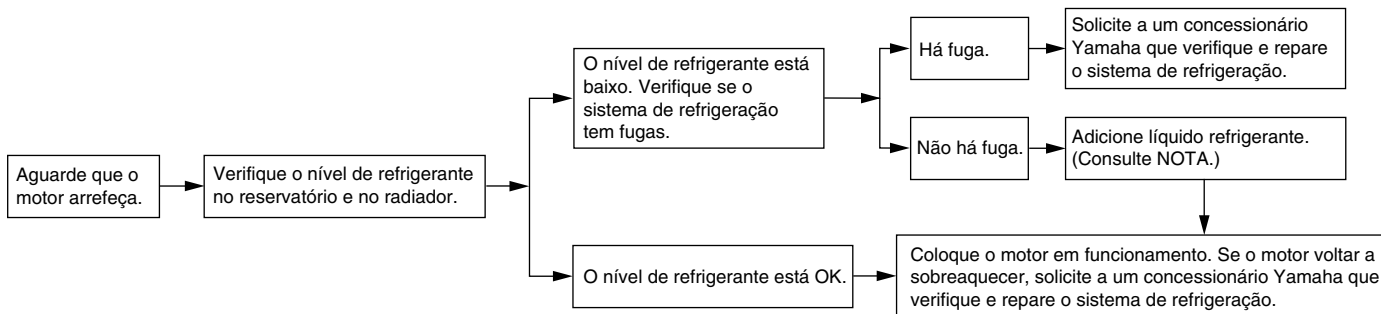 Aguarde que o
motor arrefeça.
Verifique o nível de refrigerante
no reservatório e no radiador.
O nível de refrigerante está
baixo. Verifique se o
sistema de refrigeração
tem fugas.
Há fuga.
Solicite a um concessionário
Yamaha que verifique e repare
o sistema de refrigeração.
Não há fuga.
Adicione líquido refrigerante.
(Consulte NOTA.)
O nível de refrigerante está OK.
Coloque o motor em funcionamento. Se o motor voltar a
sobreaquecer, solicite a um concessionário Yamaha que
verifique e repare o sistema de refrigeração.